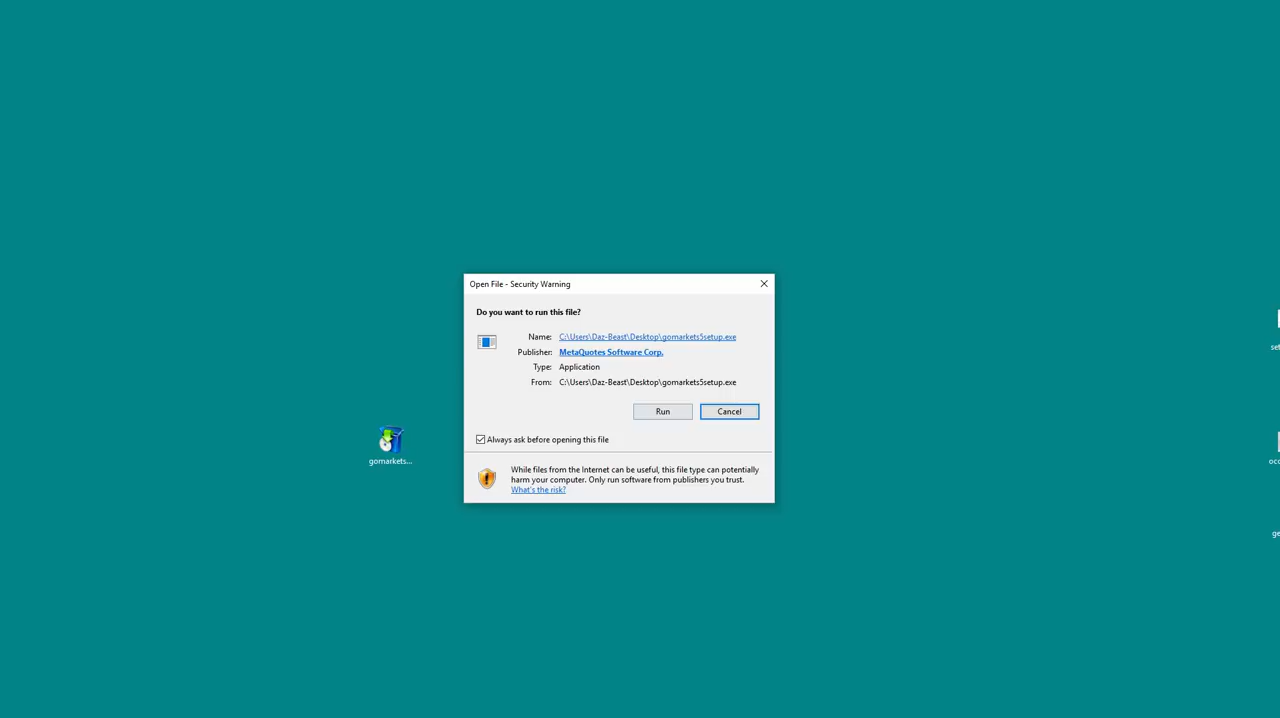 Open File - Security Warning
Do you want to run this file?
Name: C:\Users\Daz-Beast\Desktop\gomarkets5setup.exe
Publisher: MetaQuotes Software Corp.
Type: Application
From: C:\Users\Daz-Beast\Desktop\gomarkets5setup.exe
Run Cancel
Always ask before opening this file
While files from the Internet can be useful, this file type can potentially
harm your computer. Only run software from publishers you trust.
What's the risk?
gomarkets...